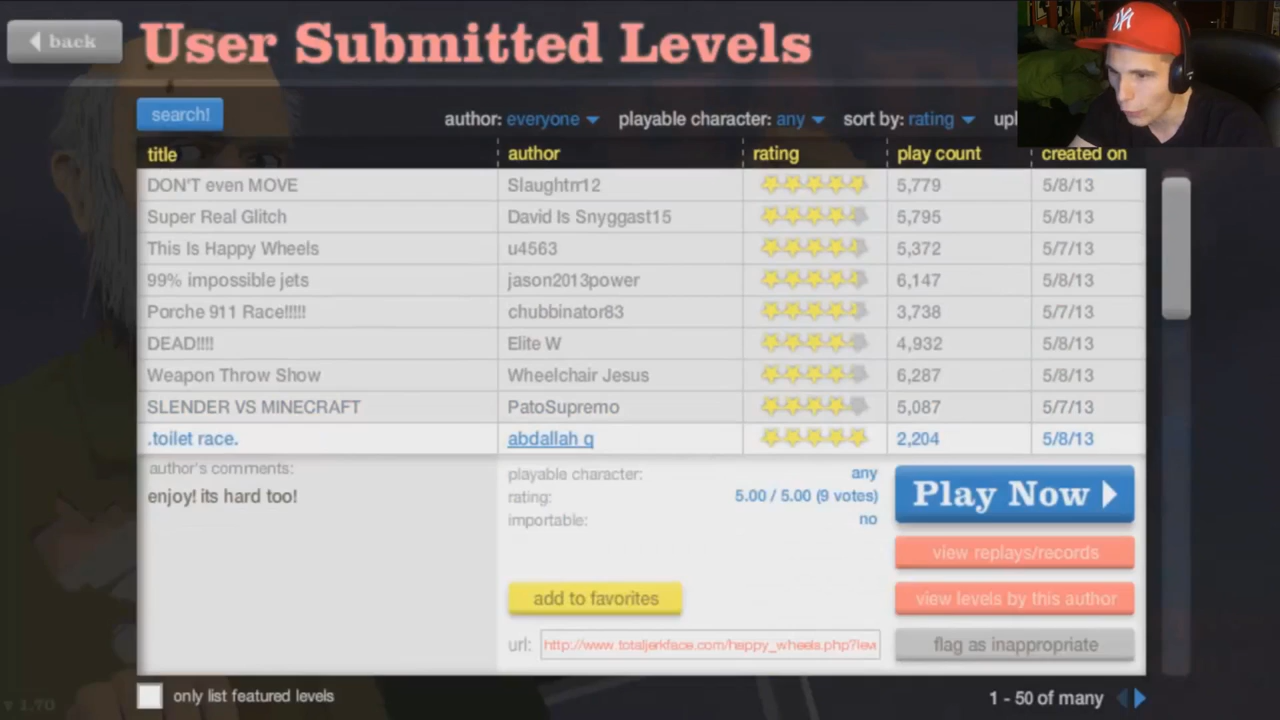 back
User Submitted Levels
search!
author: everyone playable character: any sort by: rating upl
title author rating play count created on
DON'T even MOVE Slaughtrr12 5,779 5/8/13
Super Real Glitch David Is Snyggast15 5,795 5/8/13
This Is Happy Wheels u4563 5,372 5/7/13
99% impossible jets jason2013power 6,147 5/8/13
Porche 911 Race!!!!! chubbinator83 3,738 5/7/13
DEAD!!!! Elite W 4,932 5/8/13
Weapon Throw Show Wheelchair Jesus 6,287 5/8/13
SLENDER VS MINECRAFT PatoSupremo 5,087 5/7/13
.toilet race. abdallah q 2,204 5/8/13
author's comments:
enjoy! its hard too!
playable character: any
rating: 5.00 / 5.00 (9 votes)
importable: no
add to favorites
url: http://www.totaljerkface.com/happy_wheels.php?lev
Play Now
view replays/records
view levels by this author
flag as inappropriate
only list featured levels
1 - 50 of many
v 1.70